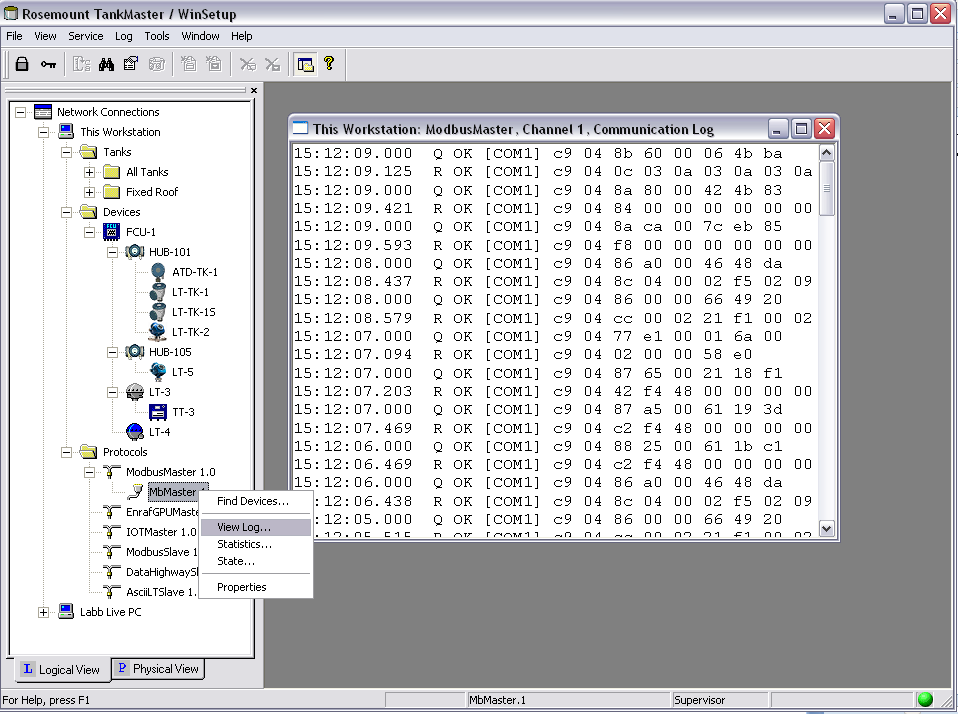 Rosemount TankMaster / WinSetup
File View Service Log Tools Window Help
Network Connections
This Workstation
Tanks
All Tanks
Fixed Roof
Devices
FCU-1
HUB-101
ATD-TK-1
LT-TK-1
LT-TK-1S
LT-TK-2
HUB-105
LT-5
LT-3
TT-3
LT-4
Protocols
ModbusMaster 1.0
MbMaster
EnrafGPUMaste
IOTMaster 1.0
ModbusSlave 1
DataHighwaySl
AsciiLTSlave 1.
Labb Live PC
Find Devices...
View Log...
Statistics...
State...
Properties
This Workstation: ModbusMaster, Channel 1, Communication Log
15:12:09.000 Q OK [COM1] c9 04 8b 60 00 06 4b ba
15:12:09.125 R OK [COM1] c9 04 0c 03 0a 03 0a 03 0a
15:12:09.000 Q OK [COM1] c9 04 8a 80 00 42 4b 83
15:12:09.421 R OK [COM1] c9 04 84 00 00 00 00 00 00
15:12:09.000 Q OK [COM1] c9 04 8a ca 00 7c eb 85
15:12:09.593 R OK [COM1] c9 04 f8 00 00 00 00 00 00
15:12:08.000 Q OK [COM1] c9 04 86 a0 00 46 48 da
15:12:08.437 R OK [COM1] c9 04 8c 04 00 02 f5 02 09
15:12:08.000 Q OK [COM1] c9 04 86 00 00 66 49 20
15:12:08.579 R OK [COM1] c9 04 cc 00 02 21 f1 00 02
15:12:07.000 Q OK [COM1] c9 04 77 e1 00 01 6a 00
15:12:07.094 R OK [COM1] c9 04 02 00 00 58 e0
15:12:07.000 Q OK [COM1] c9 04 87 65 00 21 18 f1
15:12:07.203 R OK [COM1] c9 04 42 f4 48 00 00 00 00
15:12:07.000 Q OK [COM1] c9 04 87 a5 00 61 19 3d
15:12:07.469 R OK [COM1] c9 04 c2 f4 48 00 00 00 00
15:12:06.000 Q OK [COM1] c9 04 88 25 00 61 1b c1
15:12:06.469 R OK [COM1] c9 04 c2 f4 48 00 00 00 00
15:12:06.000 Q OK [COM1] c9 04 86 a0 00 46 48 da
15:12:06.438 R OK [COM1] c9 04 8c 04 00 02 f5 02 09
15:12:05.000 Q OK [COM1] c9 04 86 00 00 66 49 20
L Logical View
P Physical View
For Help, press F1
MbMaster.1
Supervisor